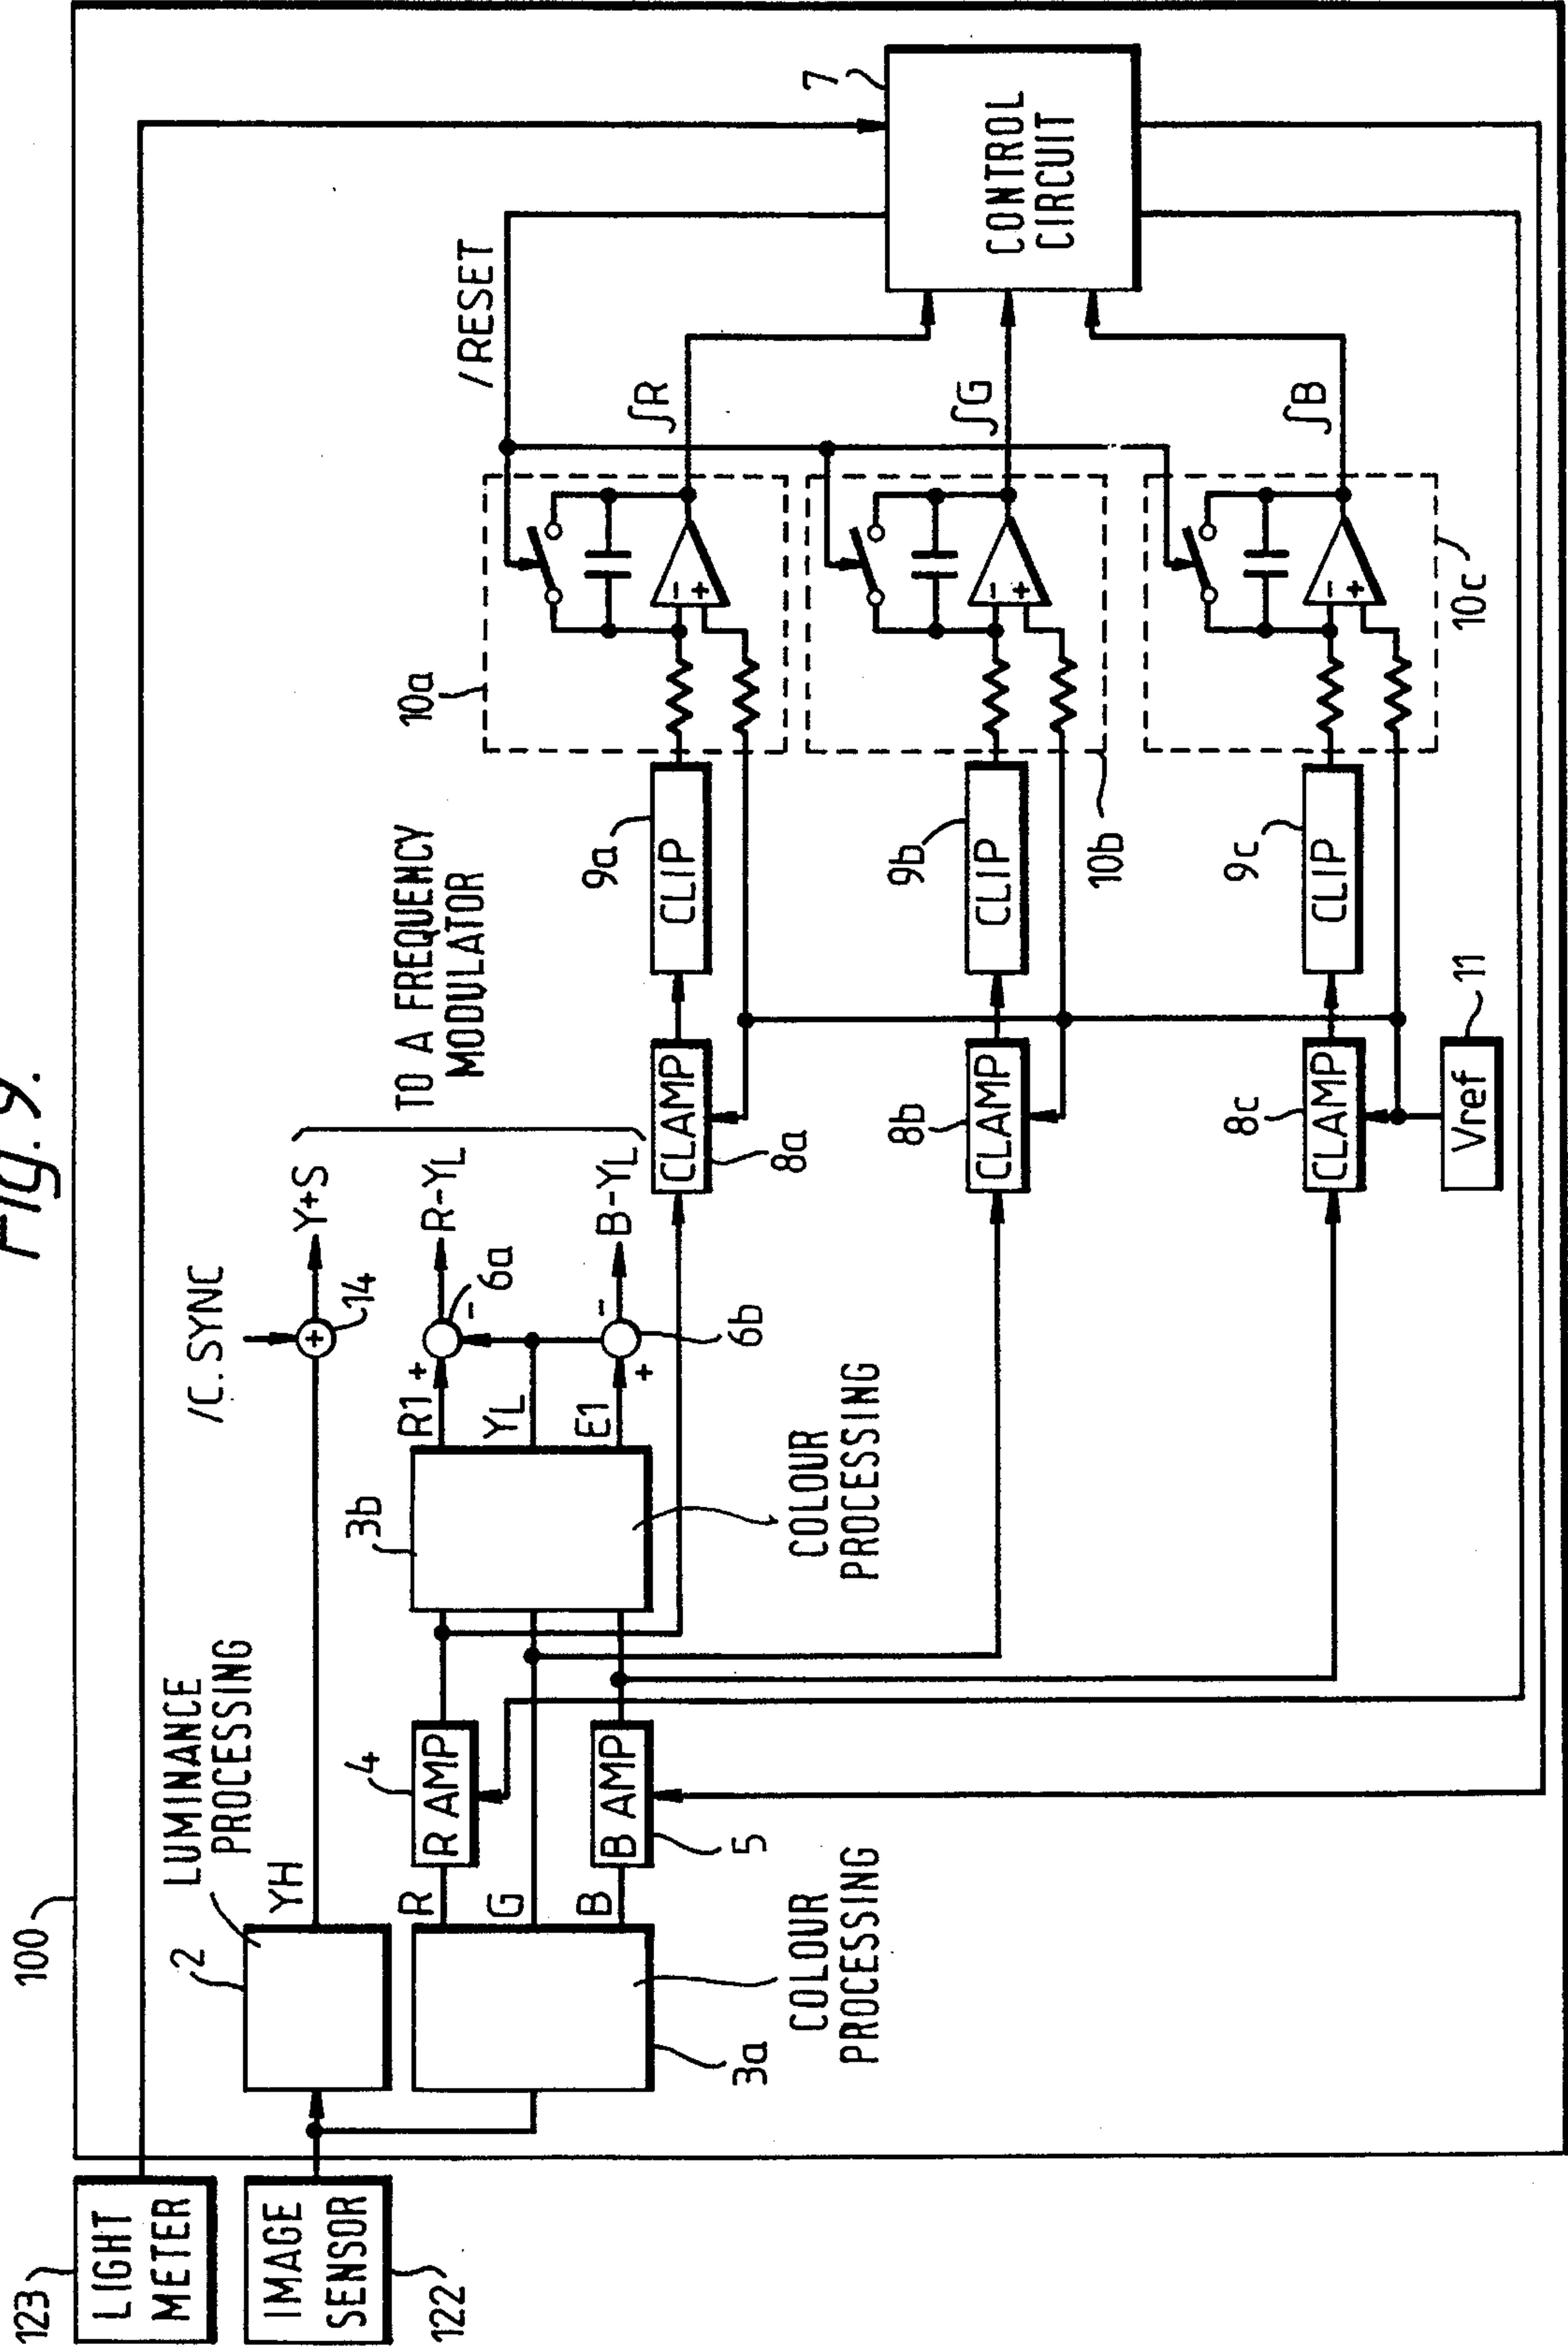 Fig. 9.
100
123
LIGHT
METER
IMAGE
SENSOR
122
2
LUMINANCE
PROCESSING
YH
/C.SYNC
+
14
Y+S
TO A FREQUENCY
MODULATOR
3a
COLOUR
PROCESSING
R
G
B
4
R AMP
B AMP
5
3b
COLOUR
PROCESSING
R1
YL
E1
+
−
6a
R−YL
+
−
6b
B−YL
CLAMP
8a
9a
CLIP
10a
−
+
∫R
/RESET
CLAMP
8b
9b
CLIP
10b
−
+
∫G
CLAMP
8c
9c
CLIP
10c
−
+
∫B
Vref
11
7
CONTROL
CIRCUIT